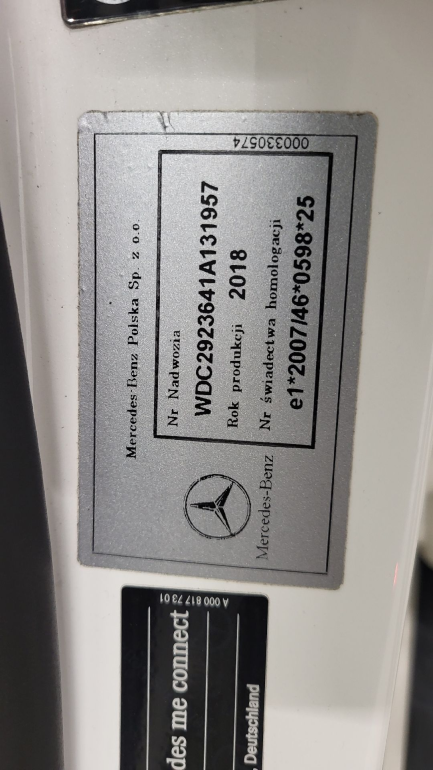 Mercedes-Benz Polska Sp. z o.o.
Nr Nadwozia
WDC2923641A131957
Rok produkcji 2018
Nr świadectwa homologacji
e1*2007/46*0598*25
000330574
Mercedes-Benz
des me connect
Deutschland
A 000 817 73 01